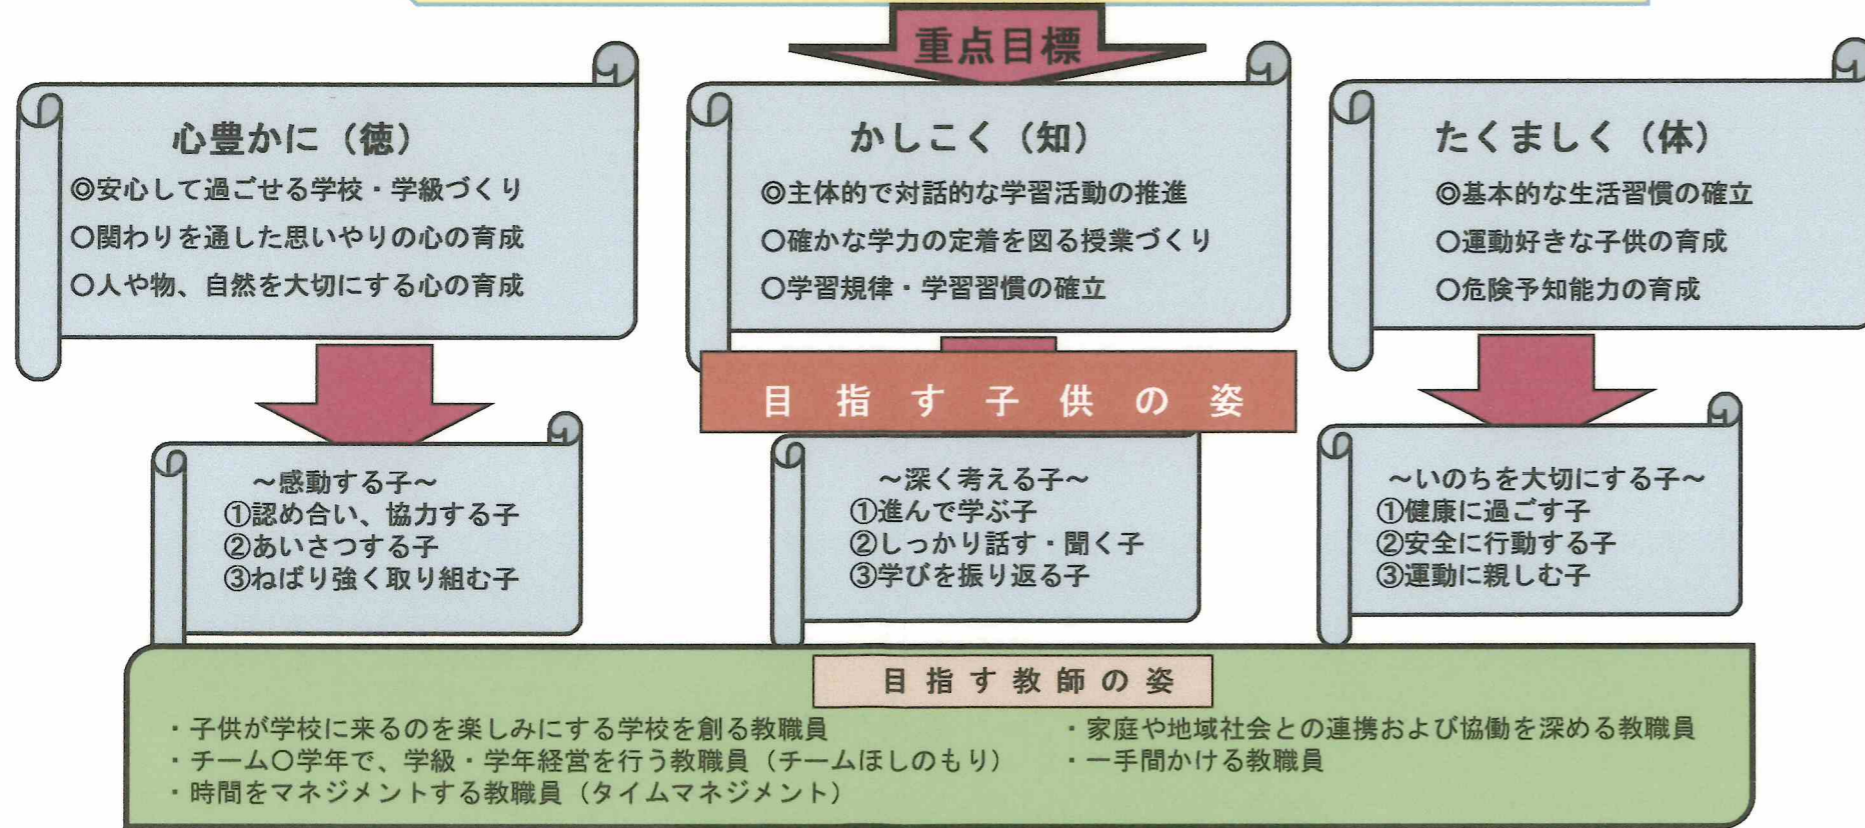 重点目標
心豊かに（徳）
◎安心して過ごせる学校・学級づくり
〇関わりを通した思いやりの心の育成
〇人や物、自然を大切にする心の育成
かしこく（知）
◎主体的で対話的な学習活動の推進
〇確かな学力の定着を図る授業づくり
〇学習規律・学習習慣の確立
たくましく（体）
◎基本的な生活習慣の確立
〇運動好きな子供の育成
〇危険予知能力の育成
目指す子供の姿
～感動する子～
①認め合い、協力する子
②あいさつする子
③ねばり強く取り組む子
～深く考える子～
①進んで学ぶ子
②しっかり話す・聞く子
③学びを振り返る子
～いのちを大切にする子～
①健康に過ごす子
②安全に行動する子
③運動に親しむ子
目指す教師の姿
・子供が学校に来るのを楽しみにする学校を創る教職員
・チーム〇学年で、学級・学年経営を行う教職員（チームほしのもり）
・時間をマネジメントする教職員（タイムマネジメント）
・家庭や地域社会との連携および協働を深める教職員
・一手間かける教職員